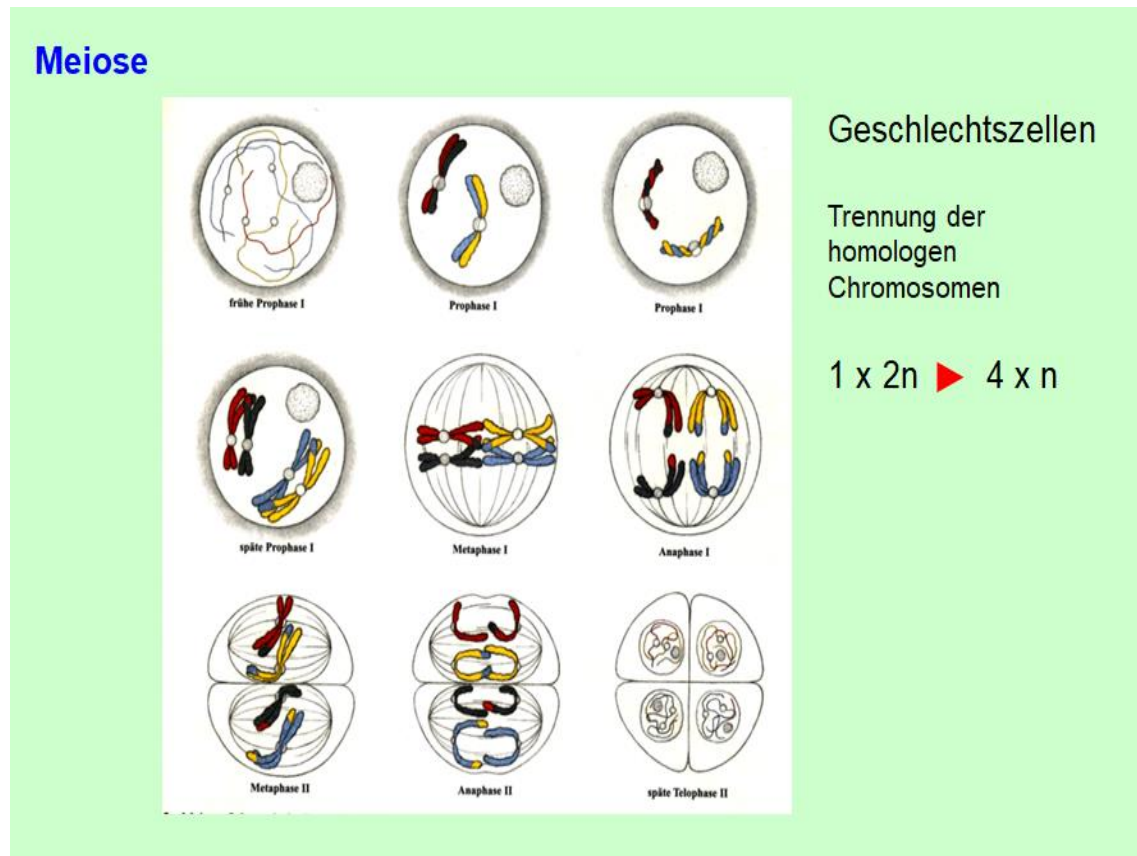 Meiose
Geschlechtszellen
Trennung der
homologen
Chromosomen
1 x 2n ▶ 4 x n
frühe Prophase I
Prophase I
Prophase I
späte Prophase I
Metaphase I
Anaphase I
Metaphase II
Anaphase II
späte Telophase II